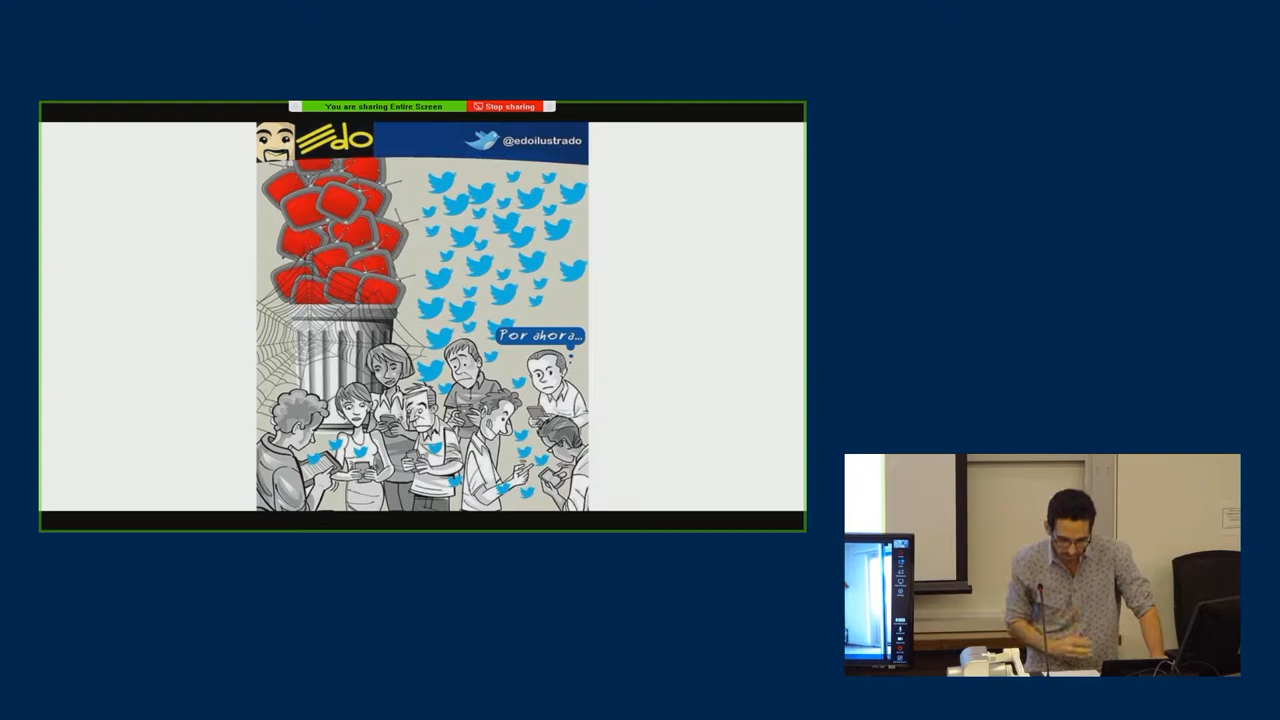 You are sharing Entire Screen
Stop sharing
Edo
@edoilustrado
Por ahora...